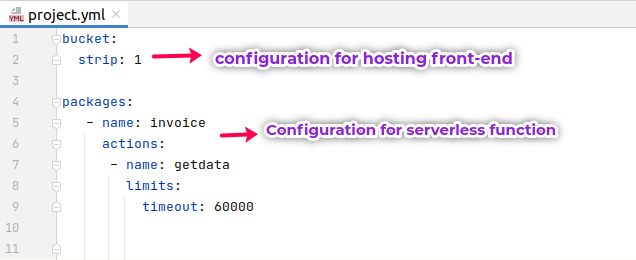 YML project.yml ×
1 bucket:
2 strip: 1 configuration for hosting front-end
3
4 packages:
5 - name: invoice Configuration for serverless function
6 actions:
7 - name: getdata
8 limits:
9 timeout: 60000
10
11